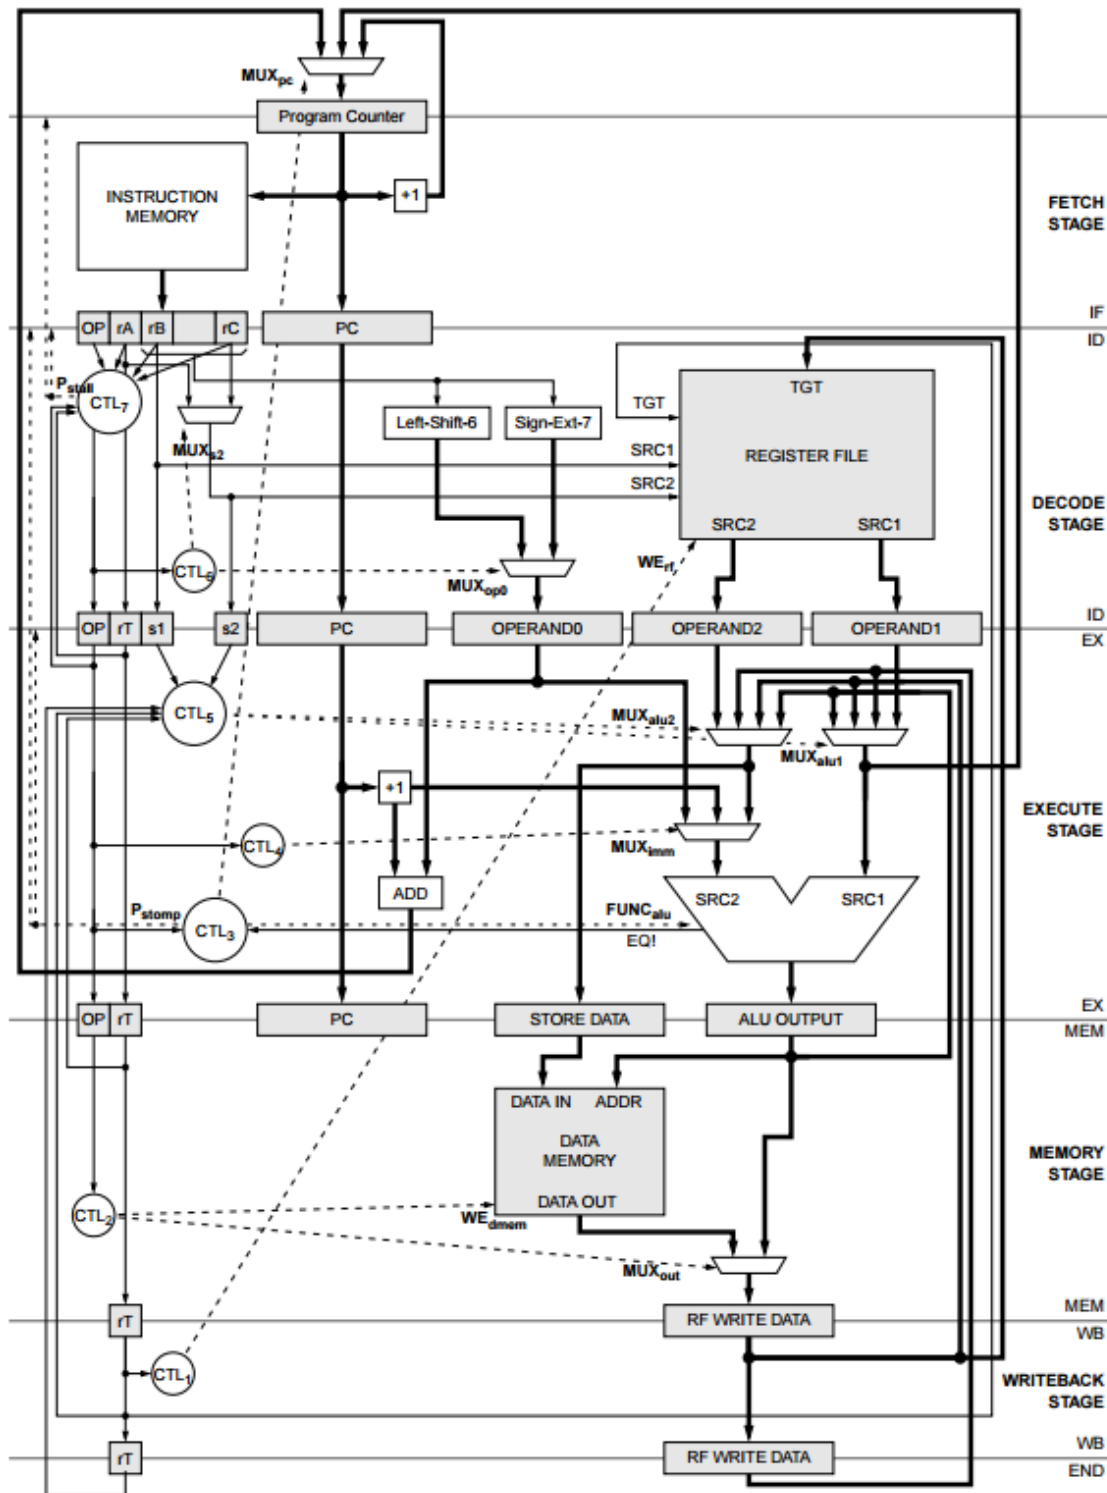 MUXpc
Program Counter
INSTRUCTION
MEMORY
+1
FETCH
STAGE
OP rA rB rC
PC
IF
ID
Pstall
CTL7
MUXs2
Left-Shift-6
Sign-Ext-7
TGT
TGT
SRC1
SRC2
REGISTER FILE
SRC2
SRC1
DECODE
STAGE
WErf
CTL6
MUXop0
OP rT s1 s2
PC
OPERAND0
OPERAND2
OPERAND1
ID
EX
CTL5
MUXalu2
MUXalu1
+1
EXECUTE
STAGE
CTL4
MUXimm
ADD
SRC2
SRC1
Pstomp
CTL3
FUNCalu
EQ!
OP rT
PC
STORE DATA
ALU OUTPUT
EX
MEM
DATA IN ADDR
DATA
MEMORY
DATA OUT
MEMORY
STAGE
CTL2
WEdmem
MUXout
rT
RF WRITE DATA
MEM
WB
CTL1
WRITEBACK
STAGE
rT
RF WRITE DATA
WB
END